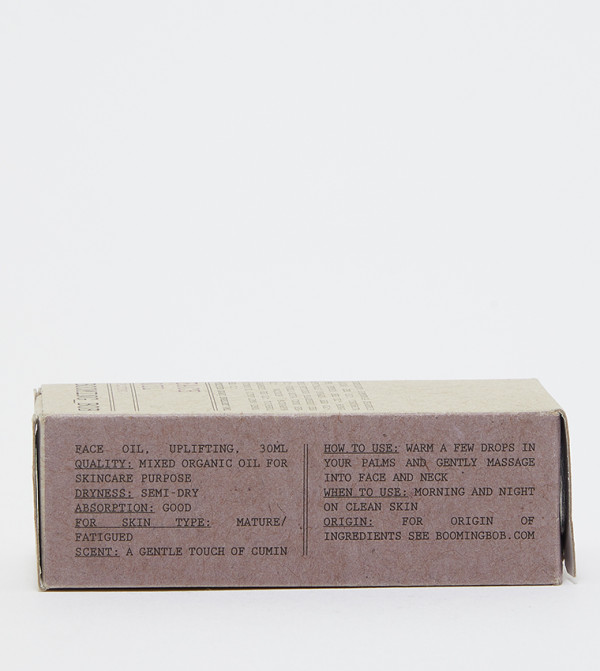 FACE OIL, UPLIFTING, 30ML
QUALITY: MIXED ORGANIC OIL FOR
SKINCARE PURPOSE
DRYNESS: SEMI-DRY
ABSORPTION: GOOD
FOR SKIN TYPE: MATURE/
FATIGUED
SCENT: A GENTLE TOUCH OF CUMIN
HOW TO USE: WARM A FEW DROPS IN
YOUR PALMS AND GENTLY MASSAGE
INTO FACE AND NECK
WHEN TO USE: MORNING AND NIGHT
ON CLEAN SKIN
ORIGIN: FOR ORIGIN OF
INGREDIENTS SEE BOOMINGBOB.COM